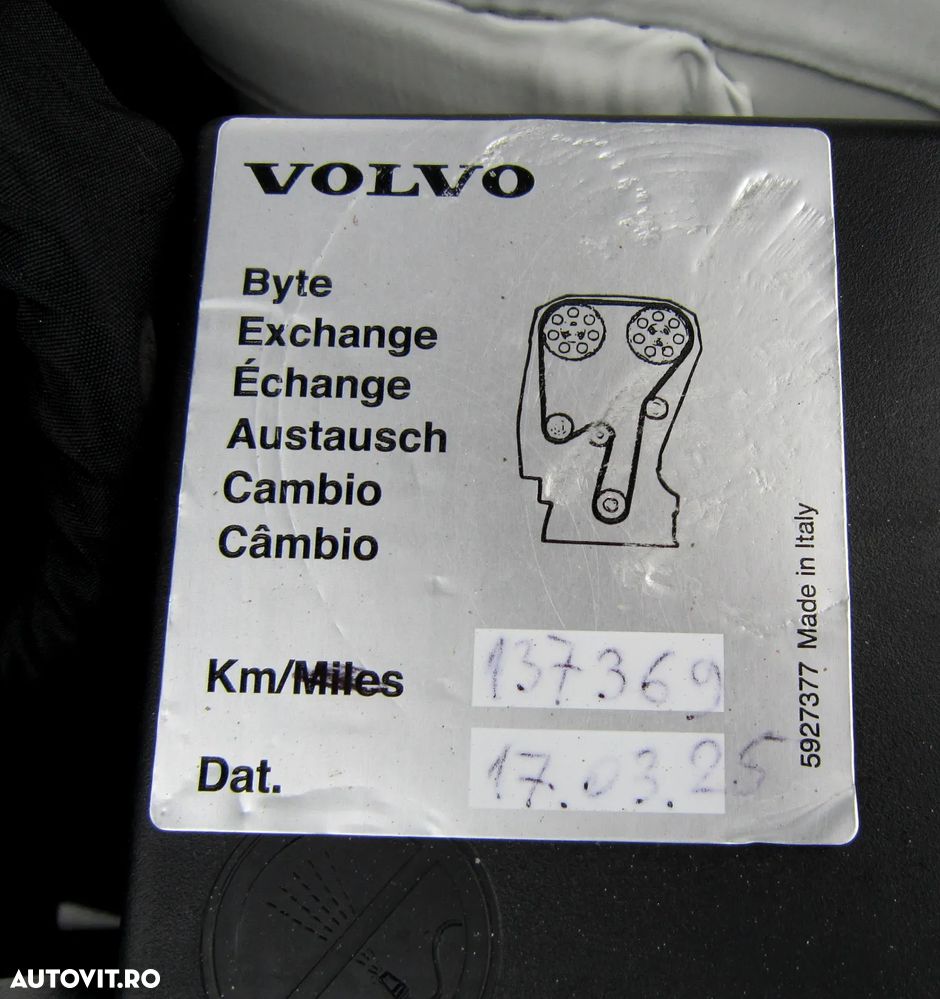 VOLVO
Byte
Exchange
Échange
Austausch
Cambio
Câmbio
Km/Miles 137369
Dat. 17.03.25
5927377 Made in Italy
AUTOVIT.RO